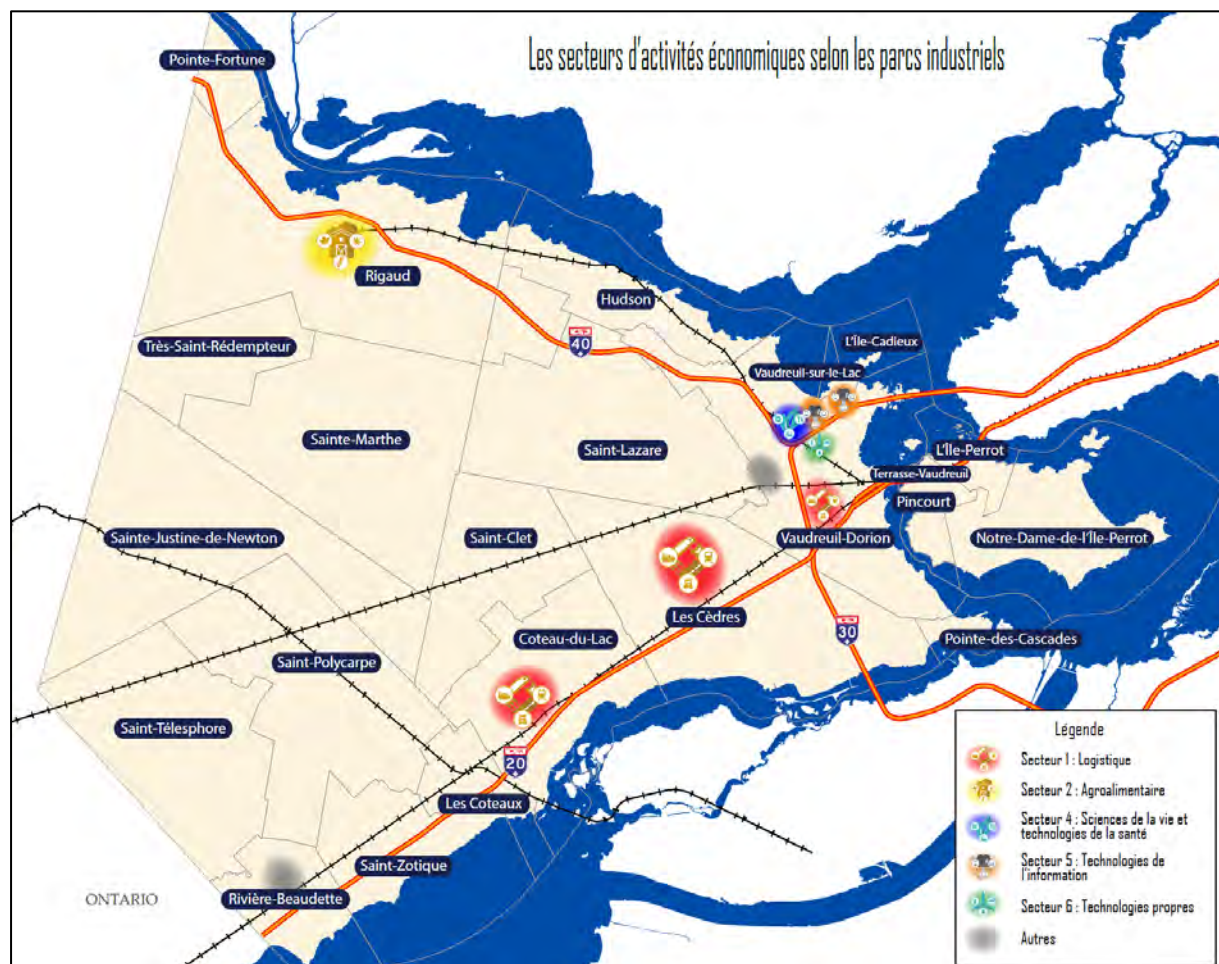 Les secteurs d'activités économiques selon les parcs industriels
Pointe-Fortune
Rigaud
Hudson
40
L'Île-Cadieux
Très-Saint-Rédempteur
Vaudreuil-sur-le-Lac
Sainte-Marthe
Saint-Lazare
L'Île-Perrot
Terrasse-Vaudreuil
Pincourt
Sainte-Justine-de-Newton
Saint-Clet
Vaudreuil-Dorion
Notre-Dame-de-l'Île-Perrot
Les Cèdres
Coteau-du-Lac
30
Pointe-des-Cascades
Saint-Polycarpe
Saint-Télesphore
20
Les Coteaux
Saint-Zotique
Rivière-Beaudette
ONTARIO
Légende
Secteur 1 : Logistique
Secteur 2 : Agroalimentaire
Secteur 4 : Sciences de la vie et
technologies de la santé
Secteur 5 : Technologies de
l'information
Secteur 6 : Technologies propres
Autres